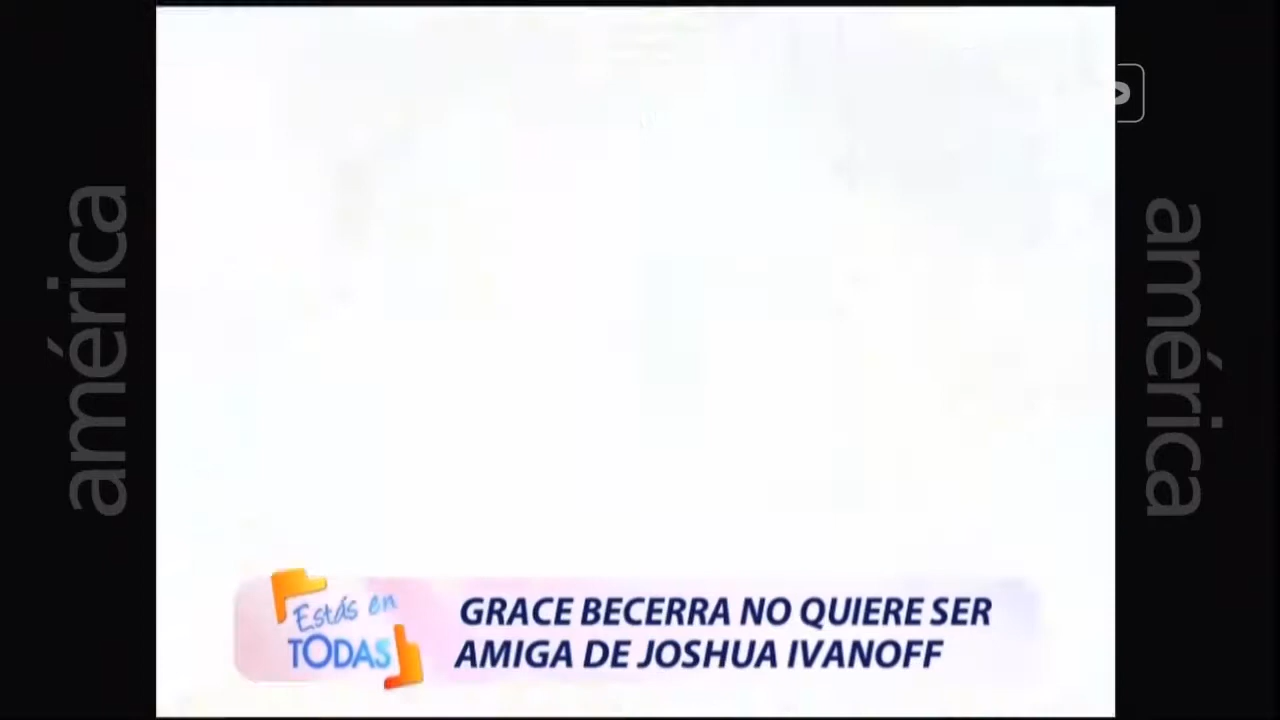 américa
Estás en
TODAS
GRACE BECERRA NO QUIERE SER
AMIGA DE JOSHUA IVANOFF
américa